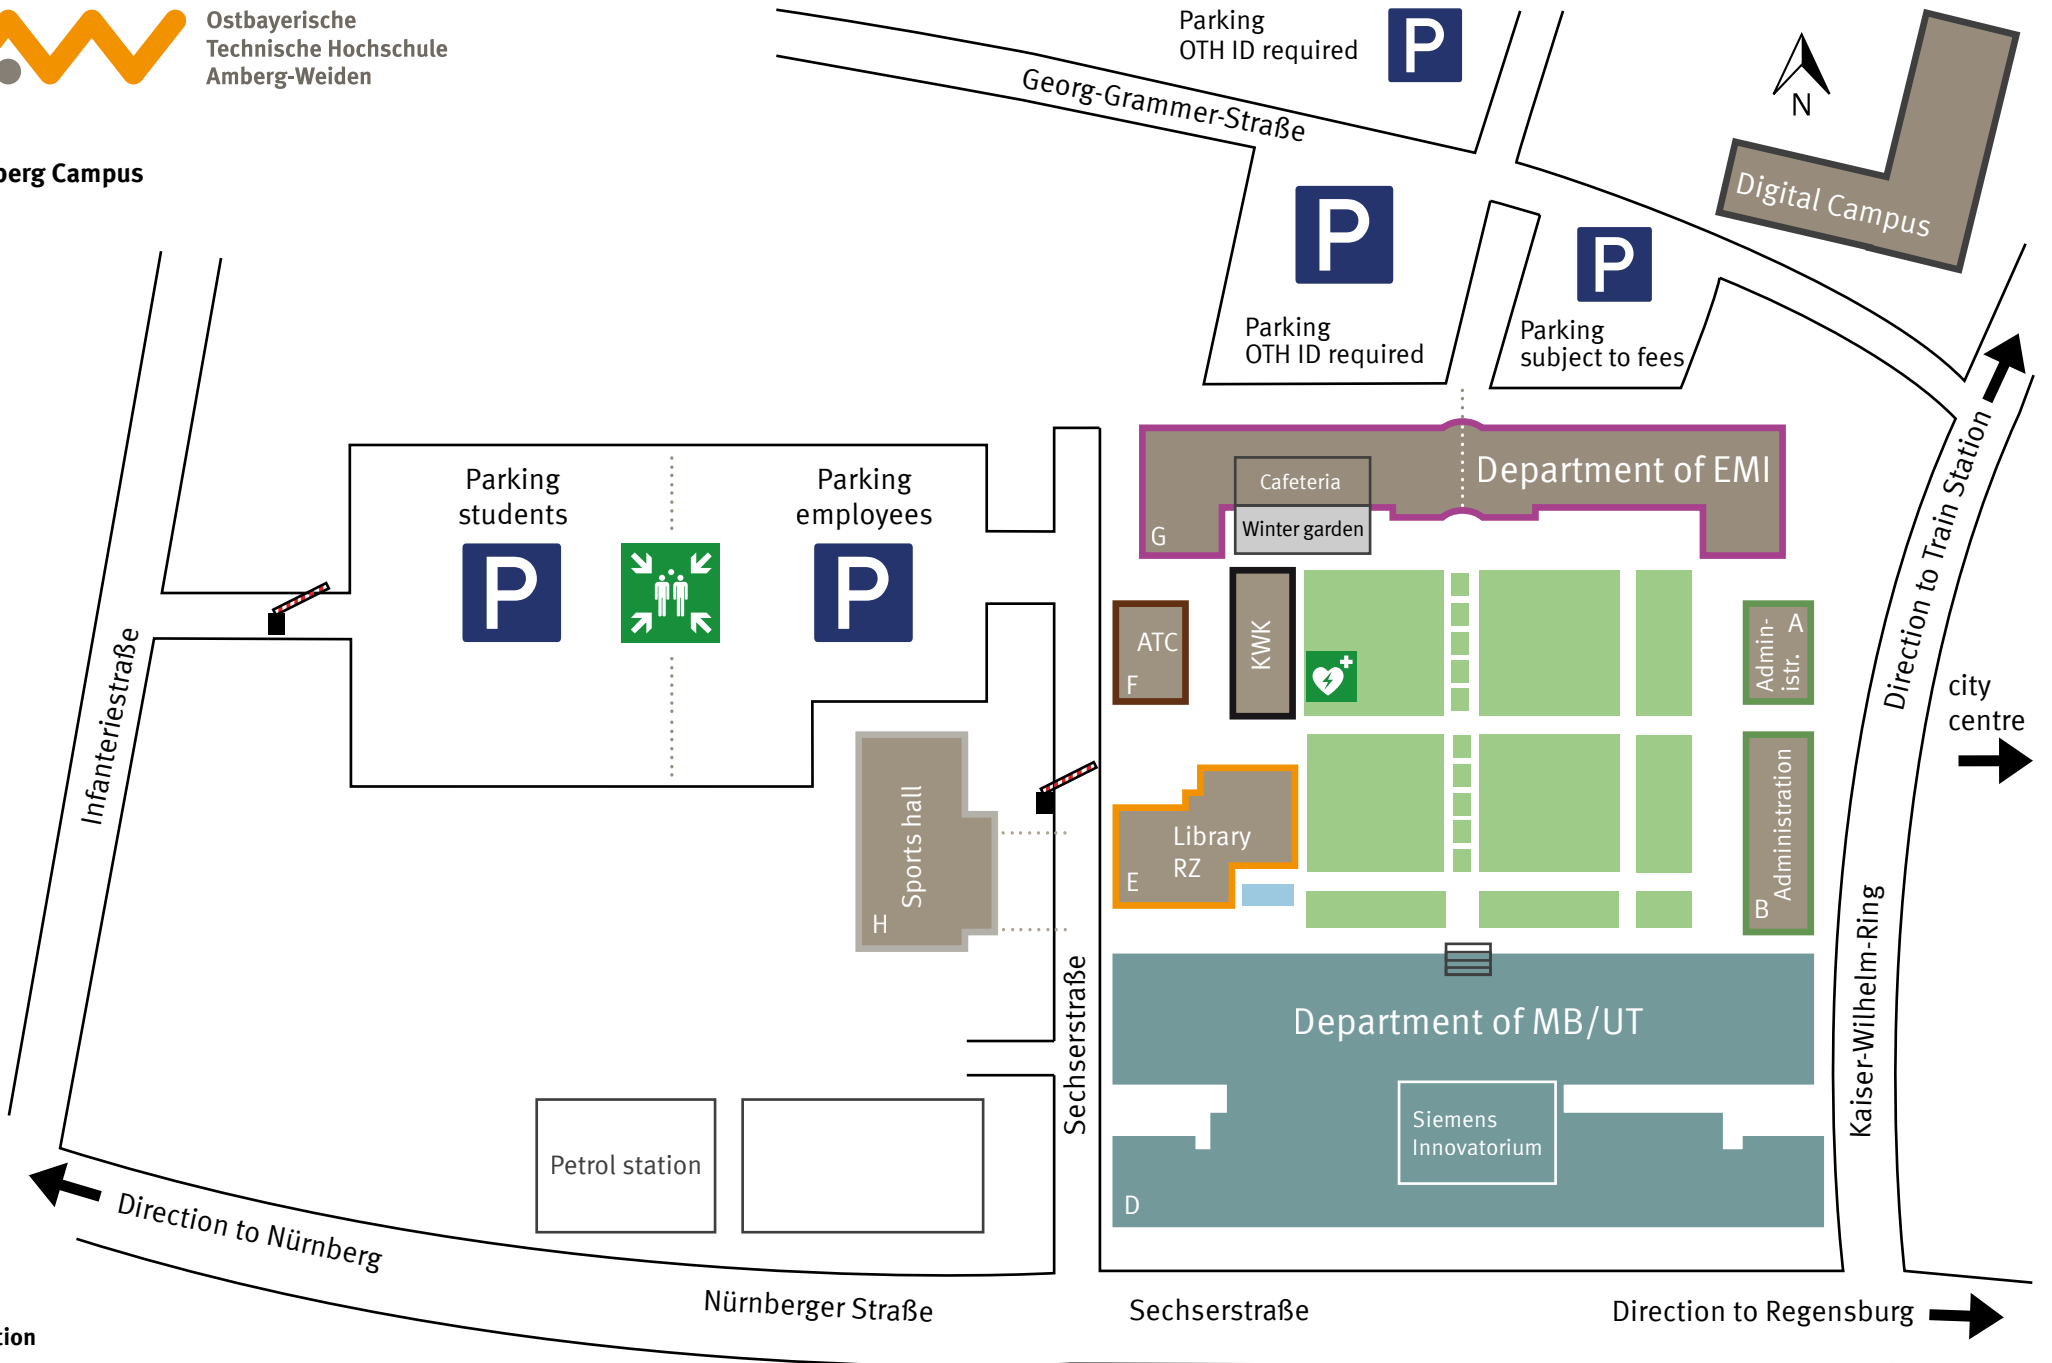 Ostbayerische
Technische Hochschule
Amberg-Weiden
berg Campus
Parking
OTH ID required
P
Georg-Grammer-Straße
N
Digital Campus
P
Parking
OTH ID required
P
Parking
subject to fees
Direction to Train Station
Parking
students
P
Parking
employees
P
Department of EMI
Cafeteria
Winter garden
G
ATC
F
KWK
A
Admin-
istr.
city
centre
Infanteriestraße
Sports hall
H
Library
RZ
E
Administration
B
Kaiser-Wilhelm-Ring
Sechserstraße
Department of MB/UT
Siemens
Innovatorium
D
Petrol station
Direction to Nürnberg
Nürnberger Straße
Sechserstraße
Direction to Regensburg
tion